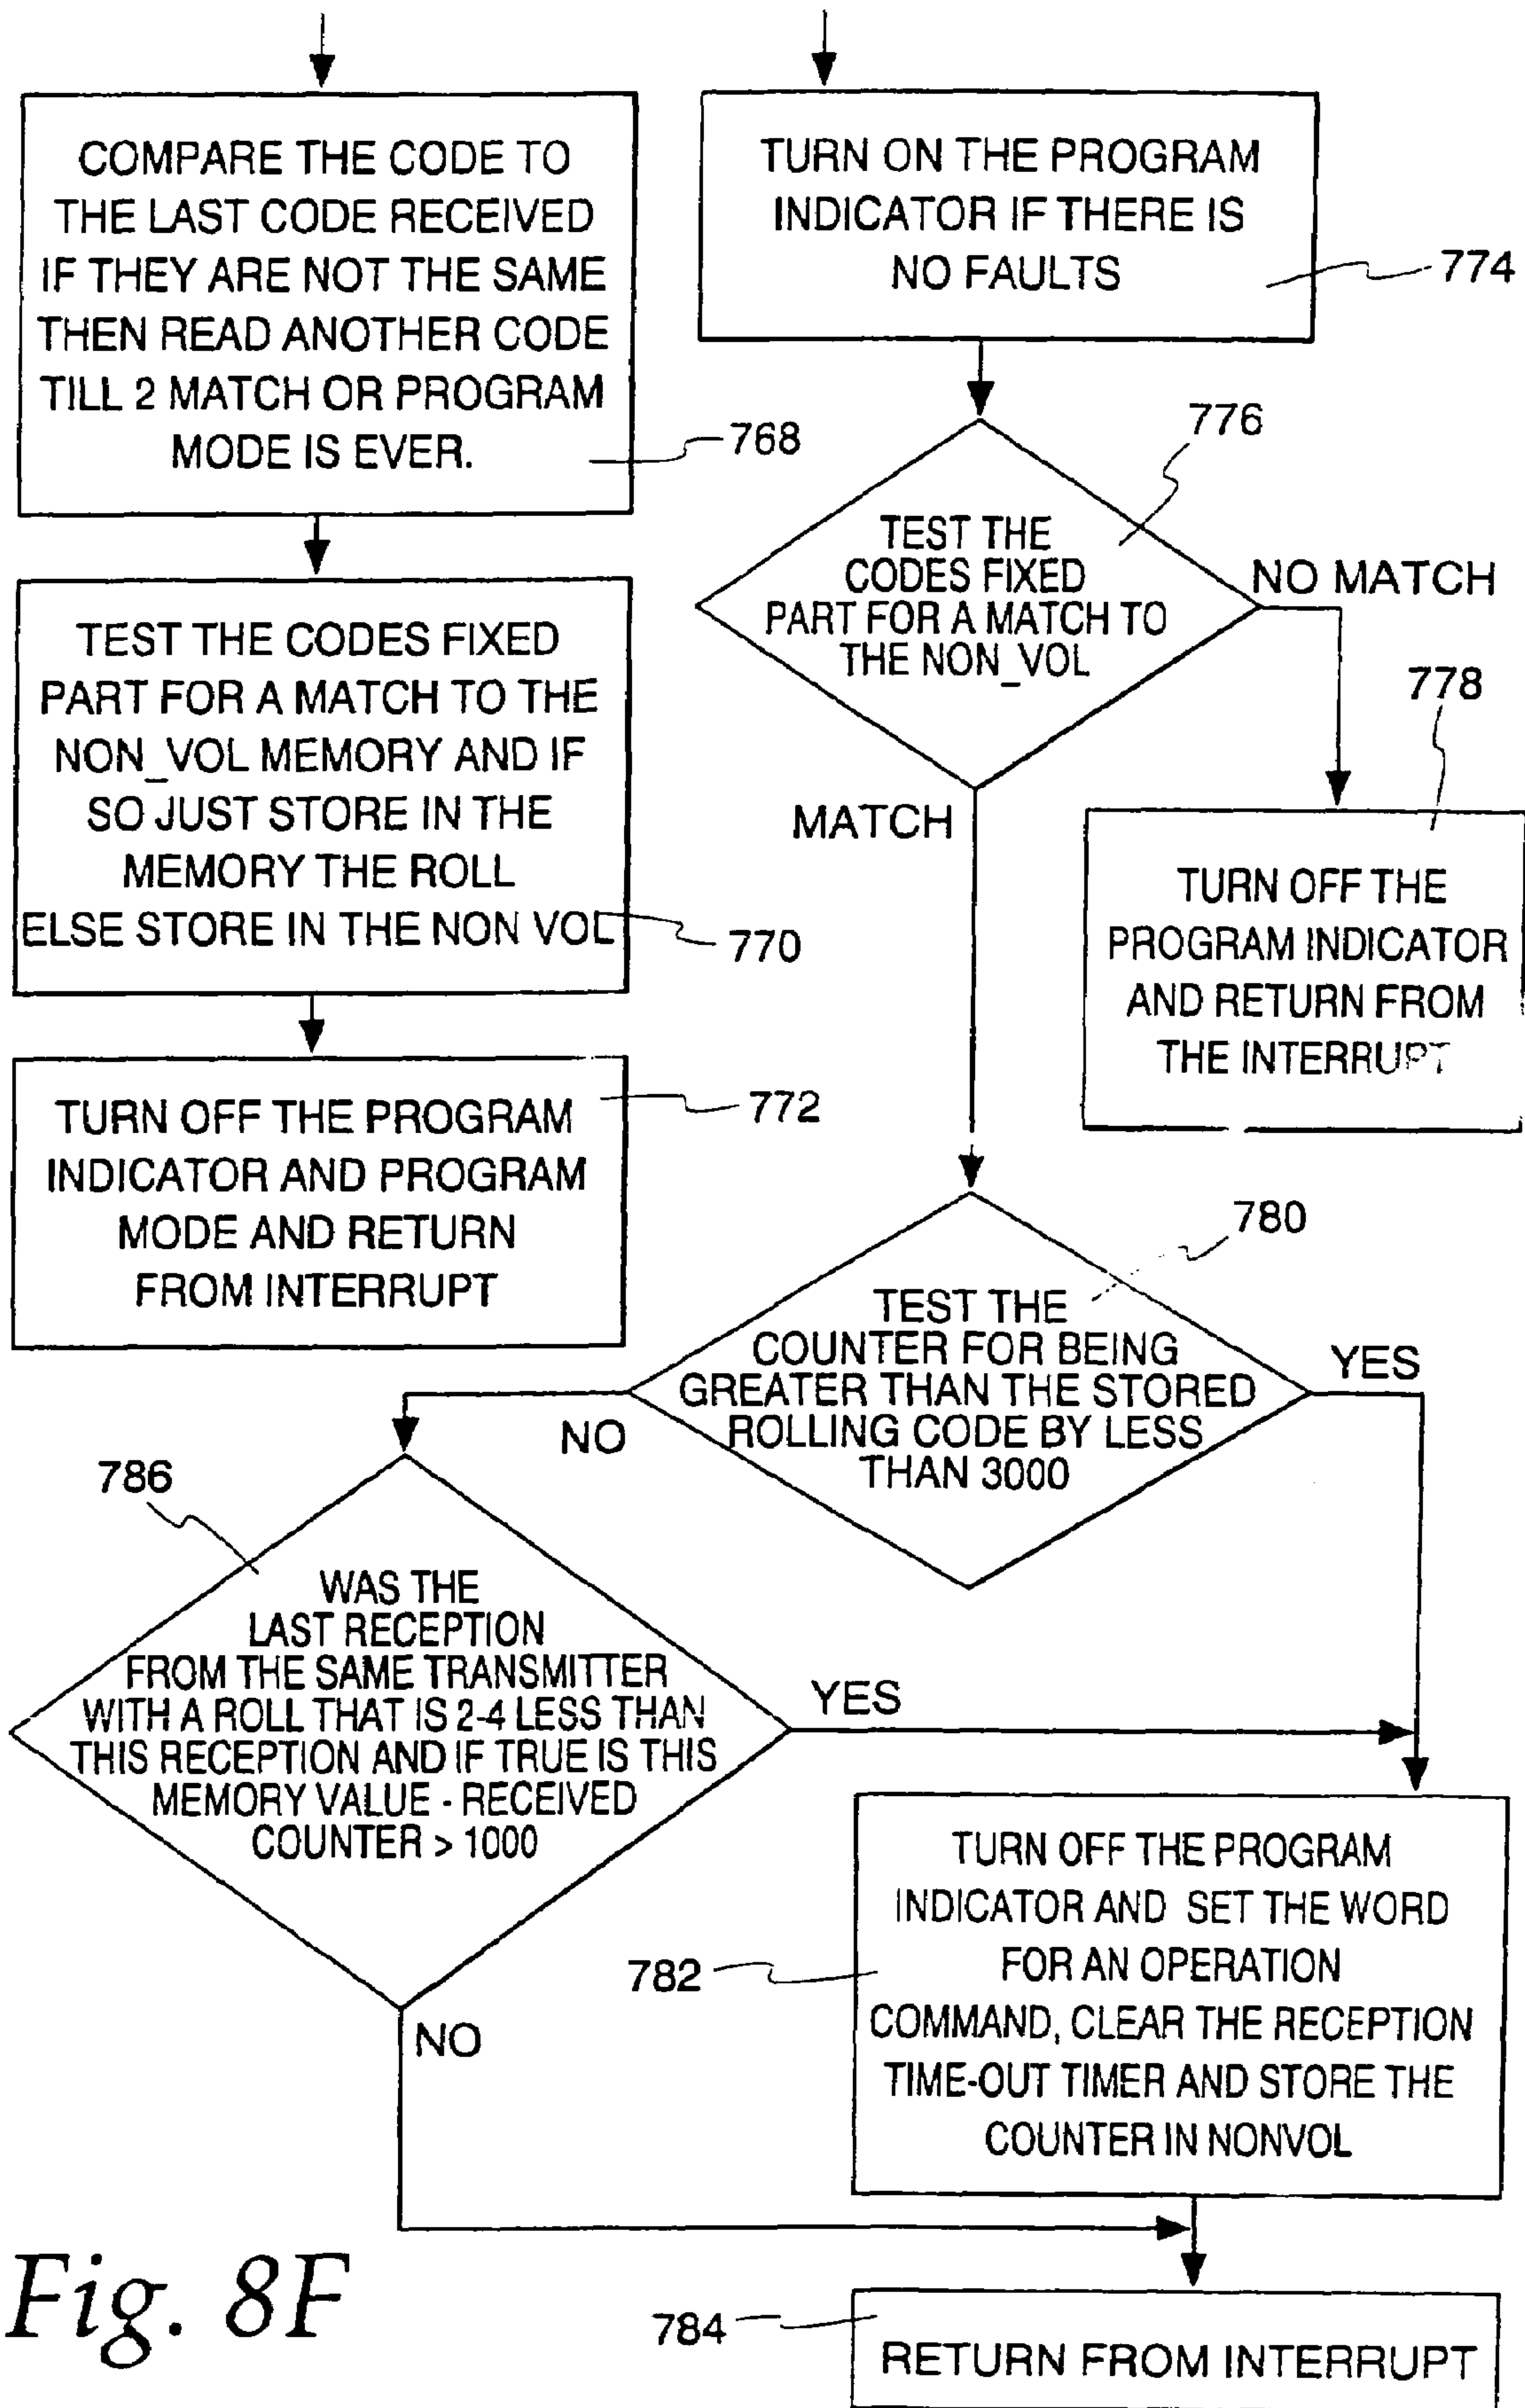 COMPARE THE CODE TO
THE LAST CODE RECEIVED
IF THEY ARE NOT THE SAME
THEN READ ANOTHER CODE
TILL 2 MATCH OR PROGRAM
MODE IS EVER.
768
TEST THE CODES FIXED
PART FOR A MATCH TO THE
NON_VOL MEMORY AND IF
SO JUST STORE IN THE
MEMORY THE ROLL
ELSE STORE IN THE NON VOL
770
TURN OFF THE PROGRAM
INDICATOR AND PROGRAM
MODE AND RETURN
FROM INTERRUPT
772
TURN ON THE PROGRAM
INDICATOR IF THERE IS
NO FAULTS
774
776
TEST THE
CODES FIXED
PART FOR A MATCH TO
THE NON_VOL
NO MATCH
MATCH
778
TURN OFF THE
PROGRAM INDICATOR
AND RETURN FROM
THE INTERRUPT
780
TEST THE
COUNTER FOR BEING
GREATER THAN THE STORED
ROLLING CODE BY LESS
THAN 3000
YES
NO
786
WAS THE
LAST RECEPTION
FROM THE SAME TRANSMITTER
WITH A ROLL THAT IS 2-4 LESS THAN
THIS RECEPTION AND IF TRUE IS THIS
MEMORY VALUE - RECEIVED
COUNTER > 1000
YES
NO
782
TURN OFF THE PROGRAM
INDICATOR AND SET THE WORD
FOR AN OPERATION
COMMAND, CLEAR THE RECEPTION
TIME-OUT TIMER AND STORE THE
COUNTER IN NONVOL
784
RETURN FROM INTERRUPT
Fig. 8F